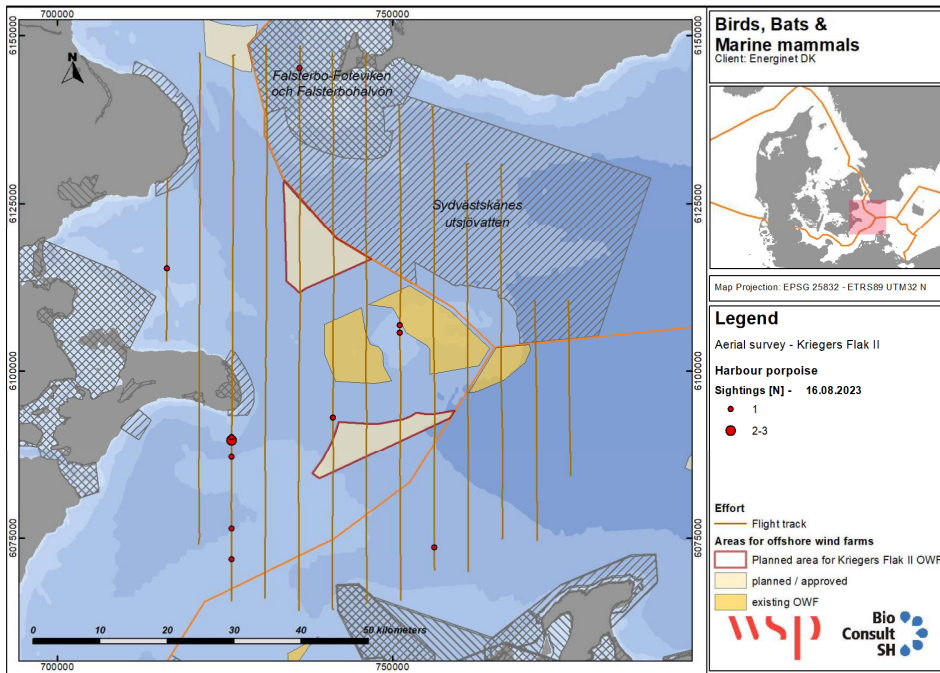 700000
750000
6150000
6150000
N
Falsterbo-Foteviken
och Falsterbohalvön
6125000
6125000
Sydvästskånes
utsjövatten
6100000
6100000
6075000
6075000
0 10 20 30 40 50 kilometers
700000
750000
Birds, Bats &
Marine mammals
Client: Energinet DK
Map Projection: EPSG 25832 - ETRS89 UTM32 N
Legend
Aerial survey - Kriegers Flak II
Harbour porpoise
Sightings [N] - 16.08.2023
1
2-3
Effort
Flight track
Areas for offshore wind farms
Planned area for Kriegers Flak II OWF
planned / approved
existing OWF
wsp
Bio
Consult
SH